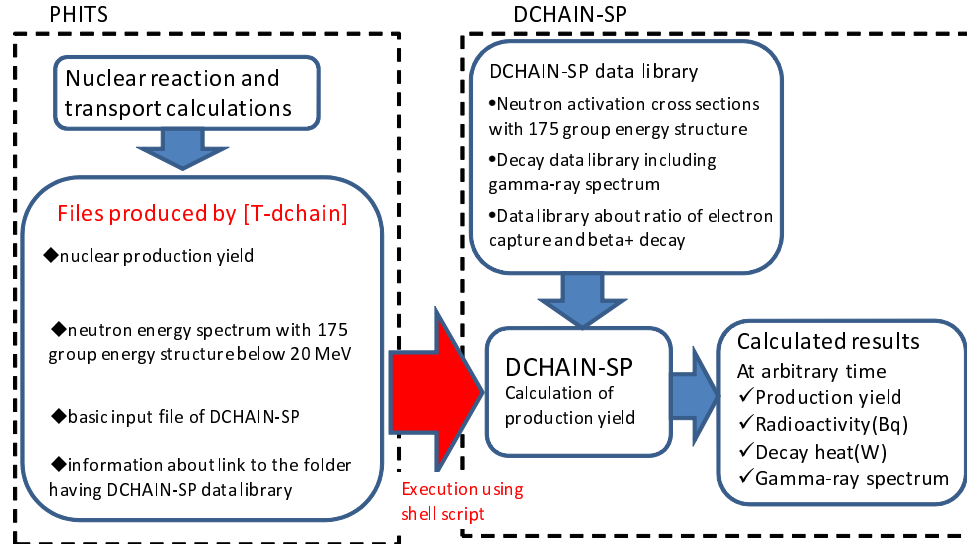 PHITS
Nuclear reaction and
transport calculations
Files produced by [T-dchain]
◆nuclear production yield
◆neutron energy spectrum with 175
group energy structure below 20 MeV
◆basic input file of DCHAIN-SP
◆information about link to the folder
having DCHAIN-SP data library
Execution using
shell script
DCHAIN-SP
DCHAIN-SP data library
•Neutron activation cross sections
with 175 group energy structure
•Decay data library including
gamma-ray spectrum
•Data library about ratio of electron
capture and beta+ decay
DCHAIN-SP
Calculation of
production yield
Calculated results
At arbitrary time
✓Production yield
✓Radioactivity(Bq)
✓Decay heat(W)
✓Gamma-ray spectrum